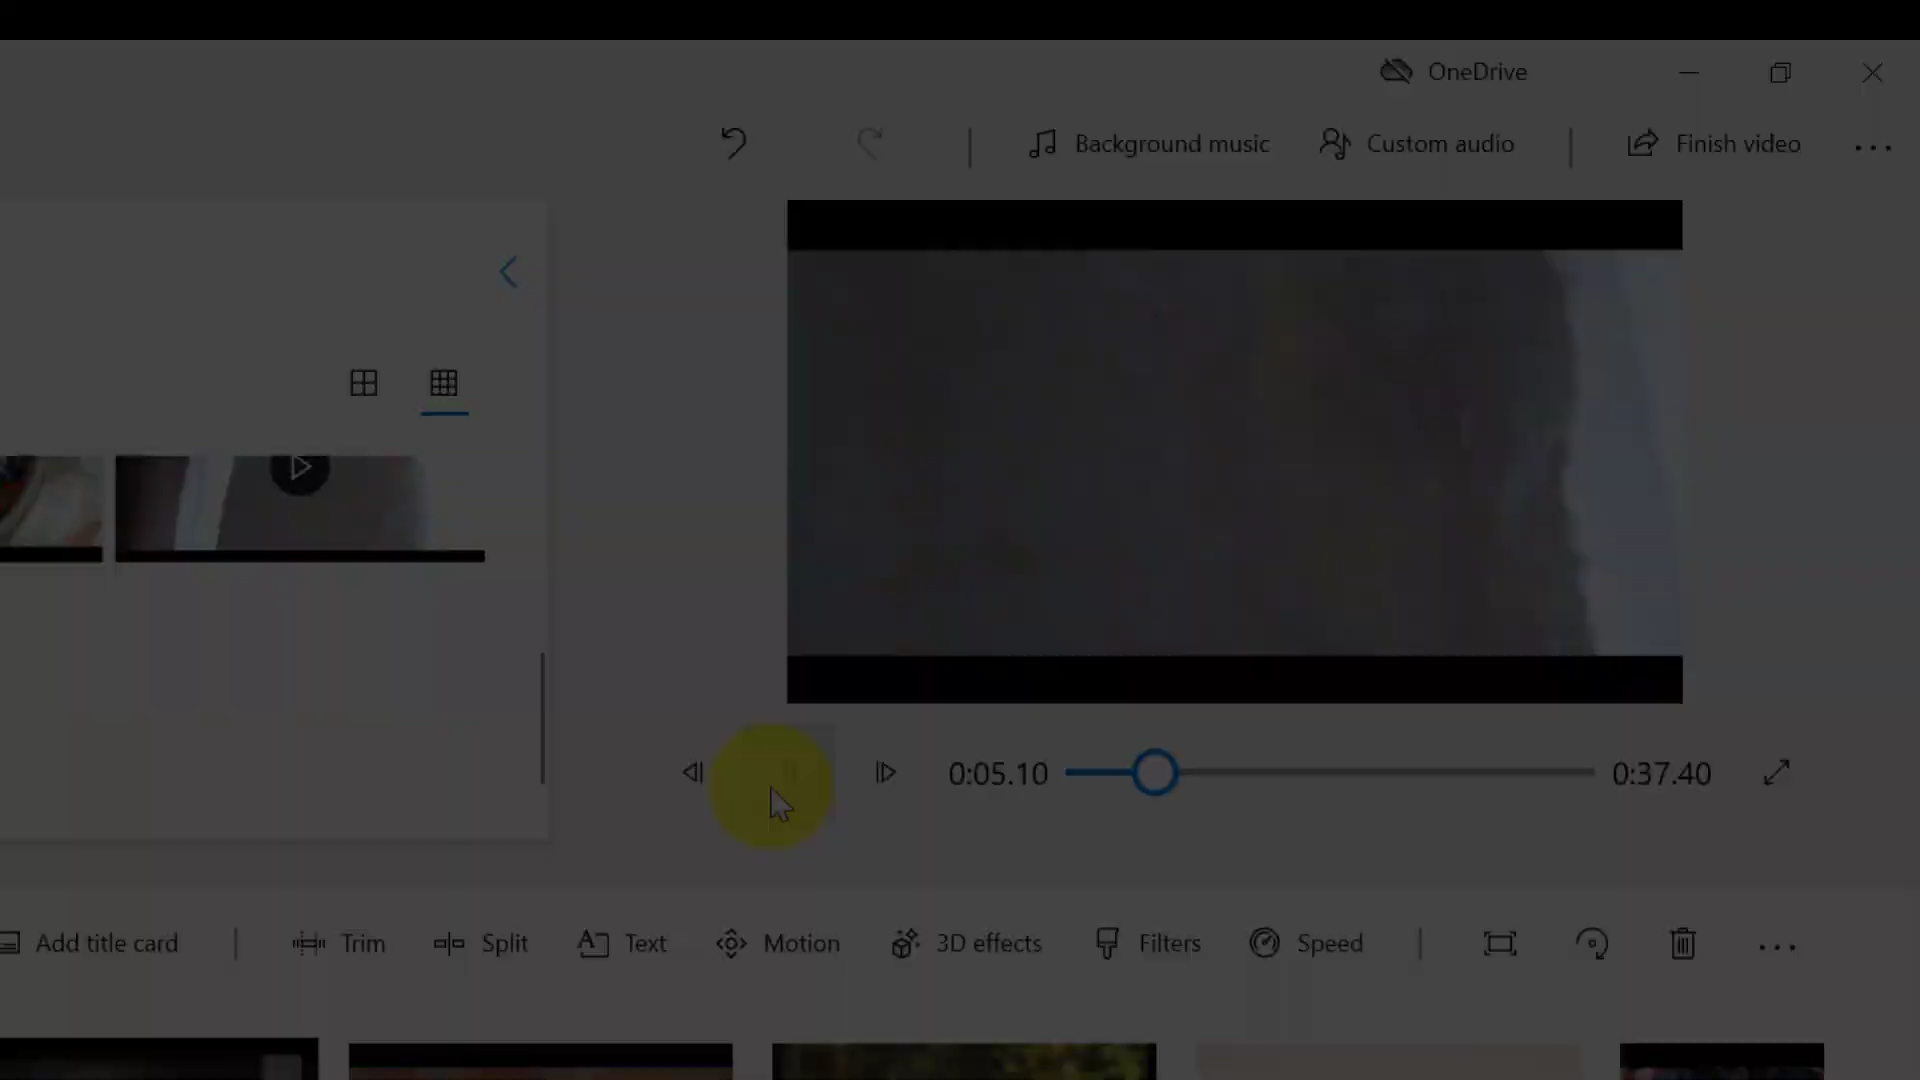 OneDrive
Background music Custom audio Finish video
0:05.10 0:37.40
Add title card Trim Split Text Motion 3D effects Filters Speed